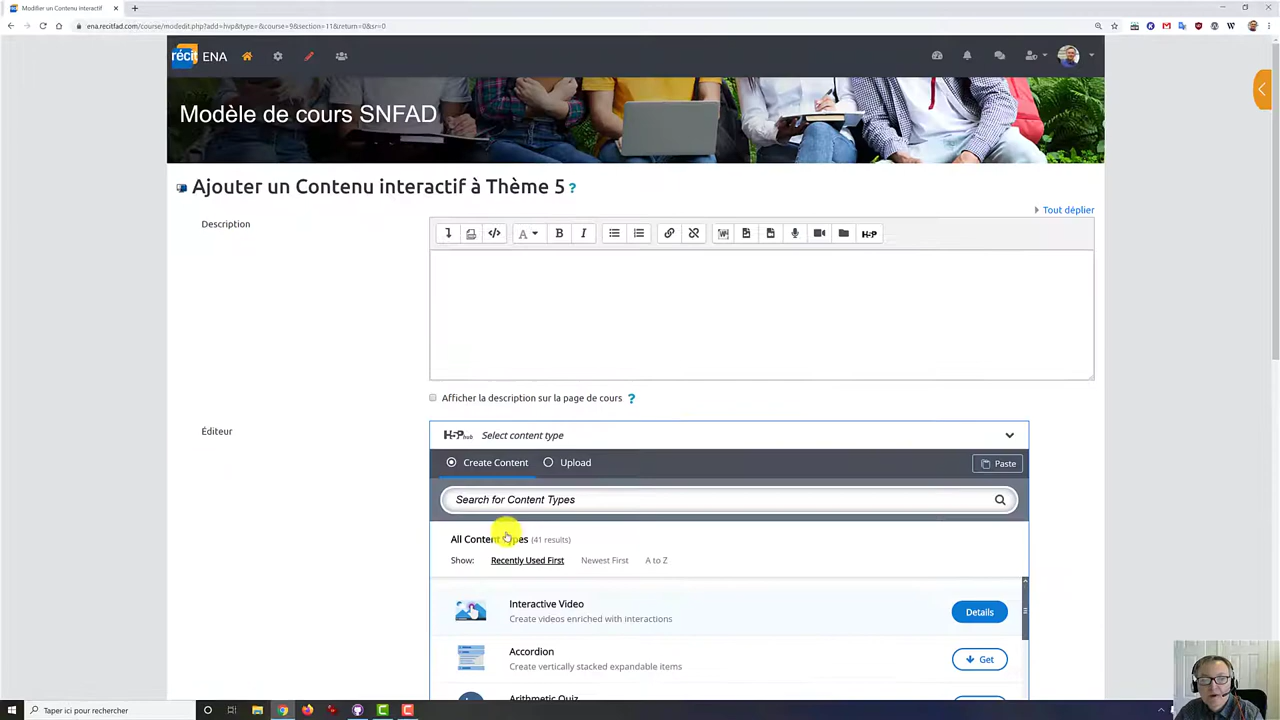 Modifier un Contenu interactif
ena.recitfad.com/course/modedit.php?add=hvp&type=&course=9&section=11&return=0&sr=0
récit ENA
Modèle de cours SNFAD
Ajouter un Contenu interactif à Thème 5 ?
Tout déplier
Description
A B I H-P
Afficher la description sur la page de cours ?
Éditeur
H5P hub Select content type
Create Content Upload Paste
Search for Content Types
All Content Types (41 results)
Show: Recently Used First Newest First A to Z
Interactive Video
Create videos enriched with interactions
Details
Accordion
Create vertically stacked expandable items
Get
Arithmetic Quiz
Taper ici pour rechercher